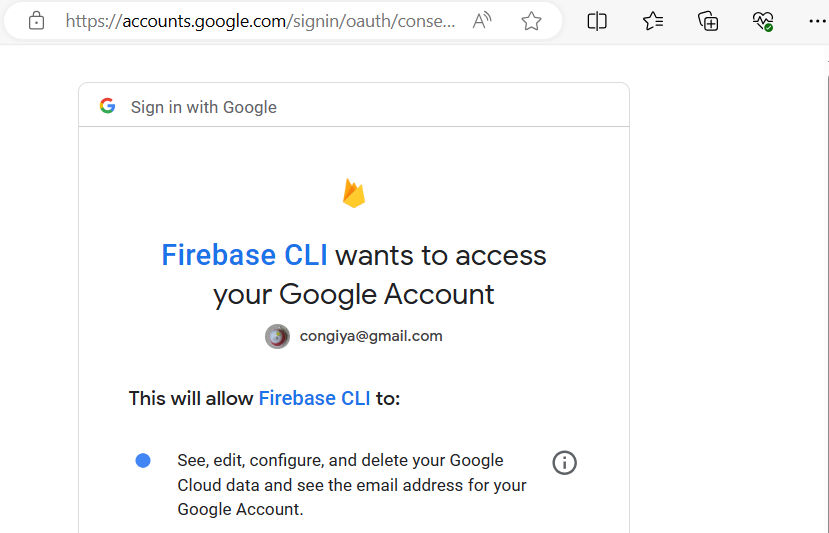 https://accounts.google.com/signin/oauth/conse...
Sign in with Google
Firebase CLI wants to access
your Google Account
congiya@gmail.com
This will allow Firebase CLI to:
See, edit, configure, and delete your Google
Cloud data and see the email address for your
Google Account.